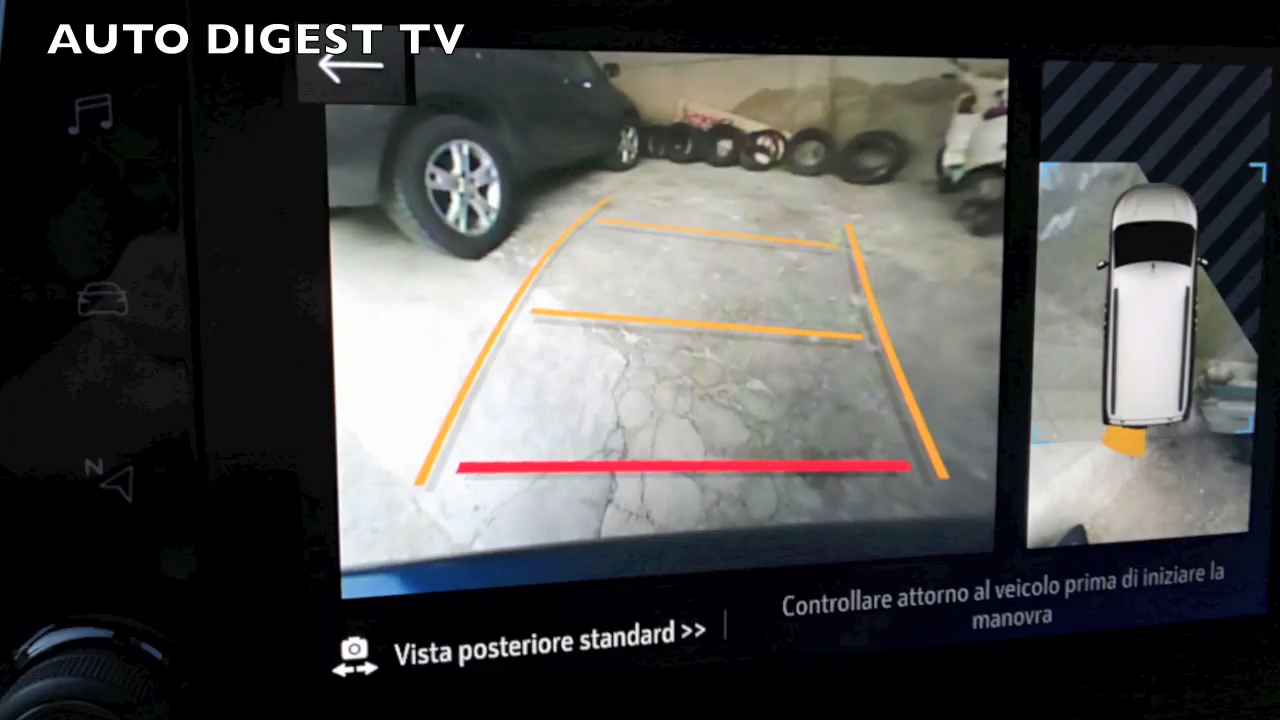 AUTO DIGEST TV
N
Vista posteriore standard >>
Controllare attorno al veicolo prima di iniziare la
manovra